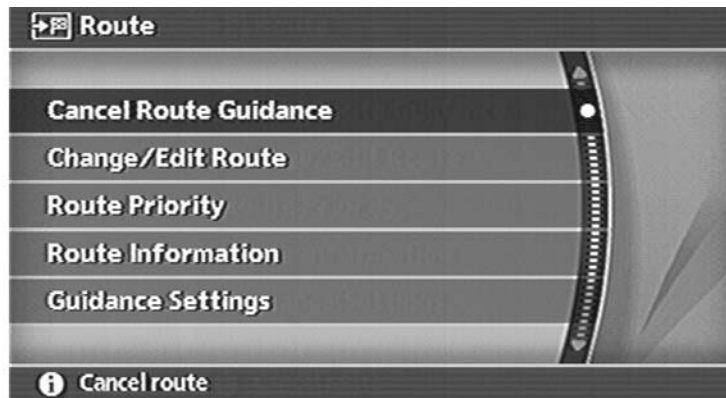 Route
Cancel Route Guidance
Change/Edit Route
Route Priority
Route Information
Guidance Settings
Cancel route